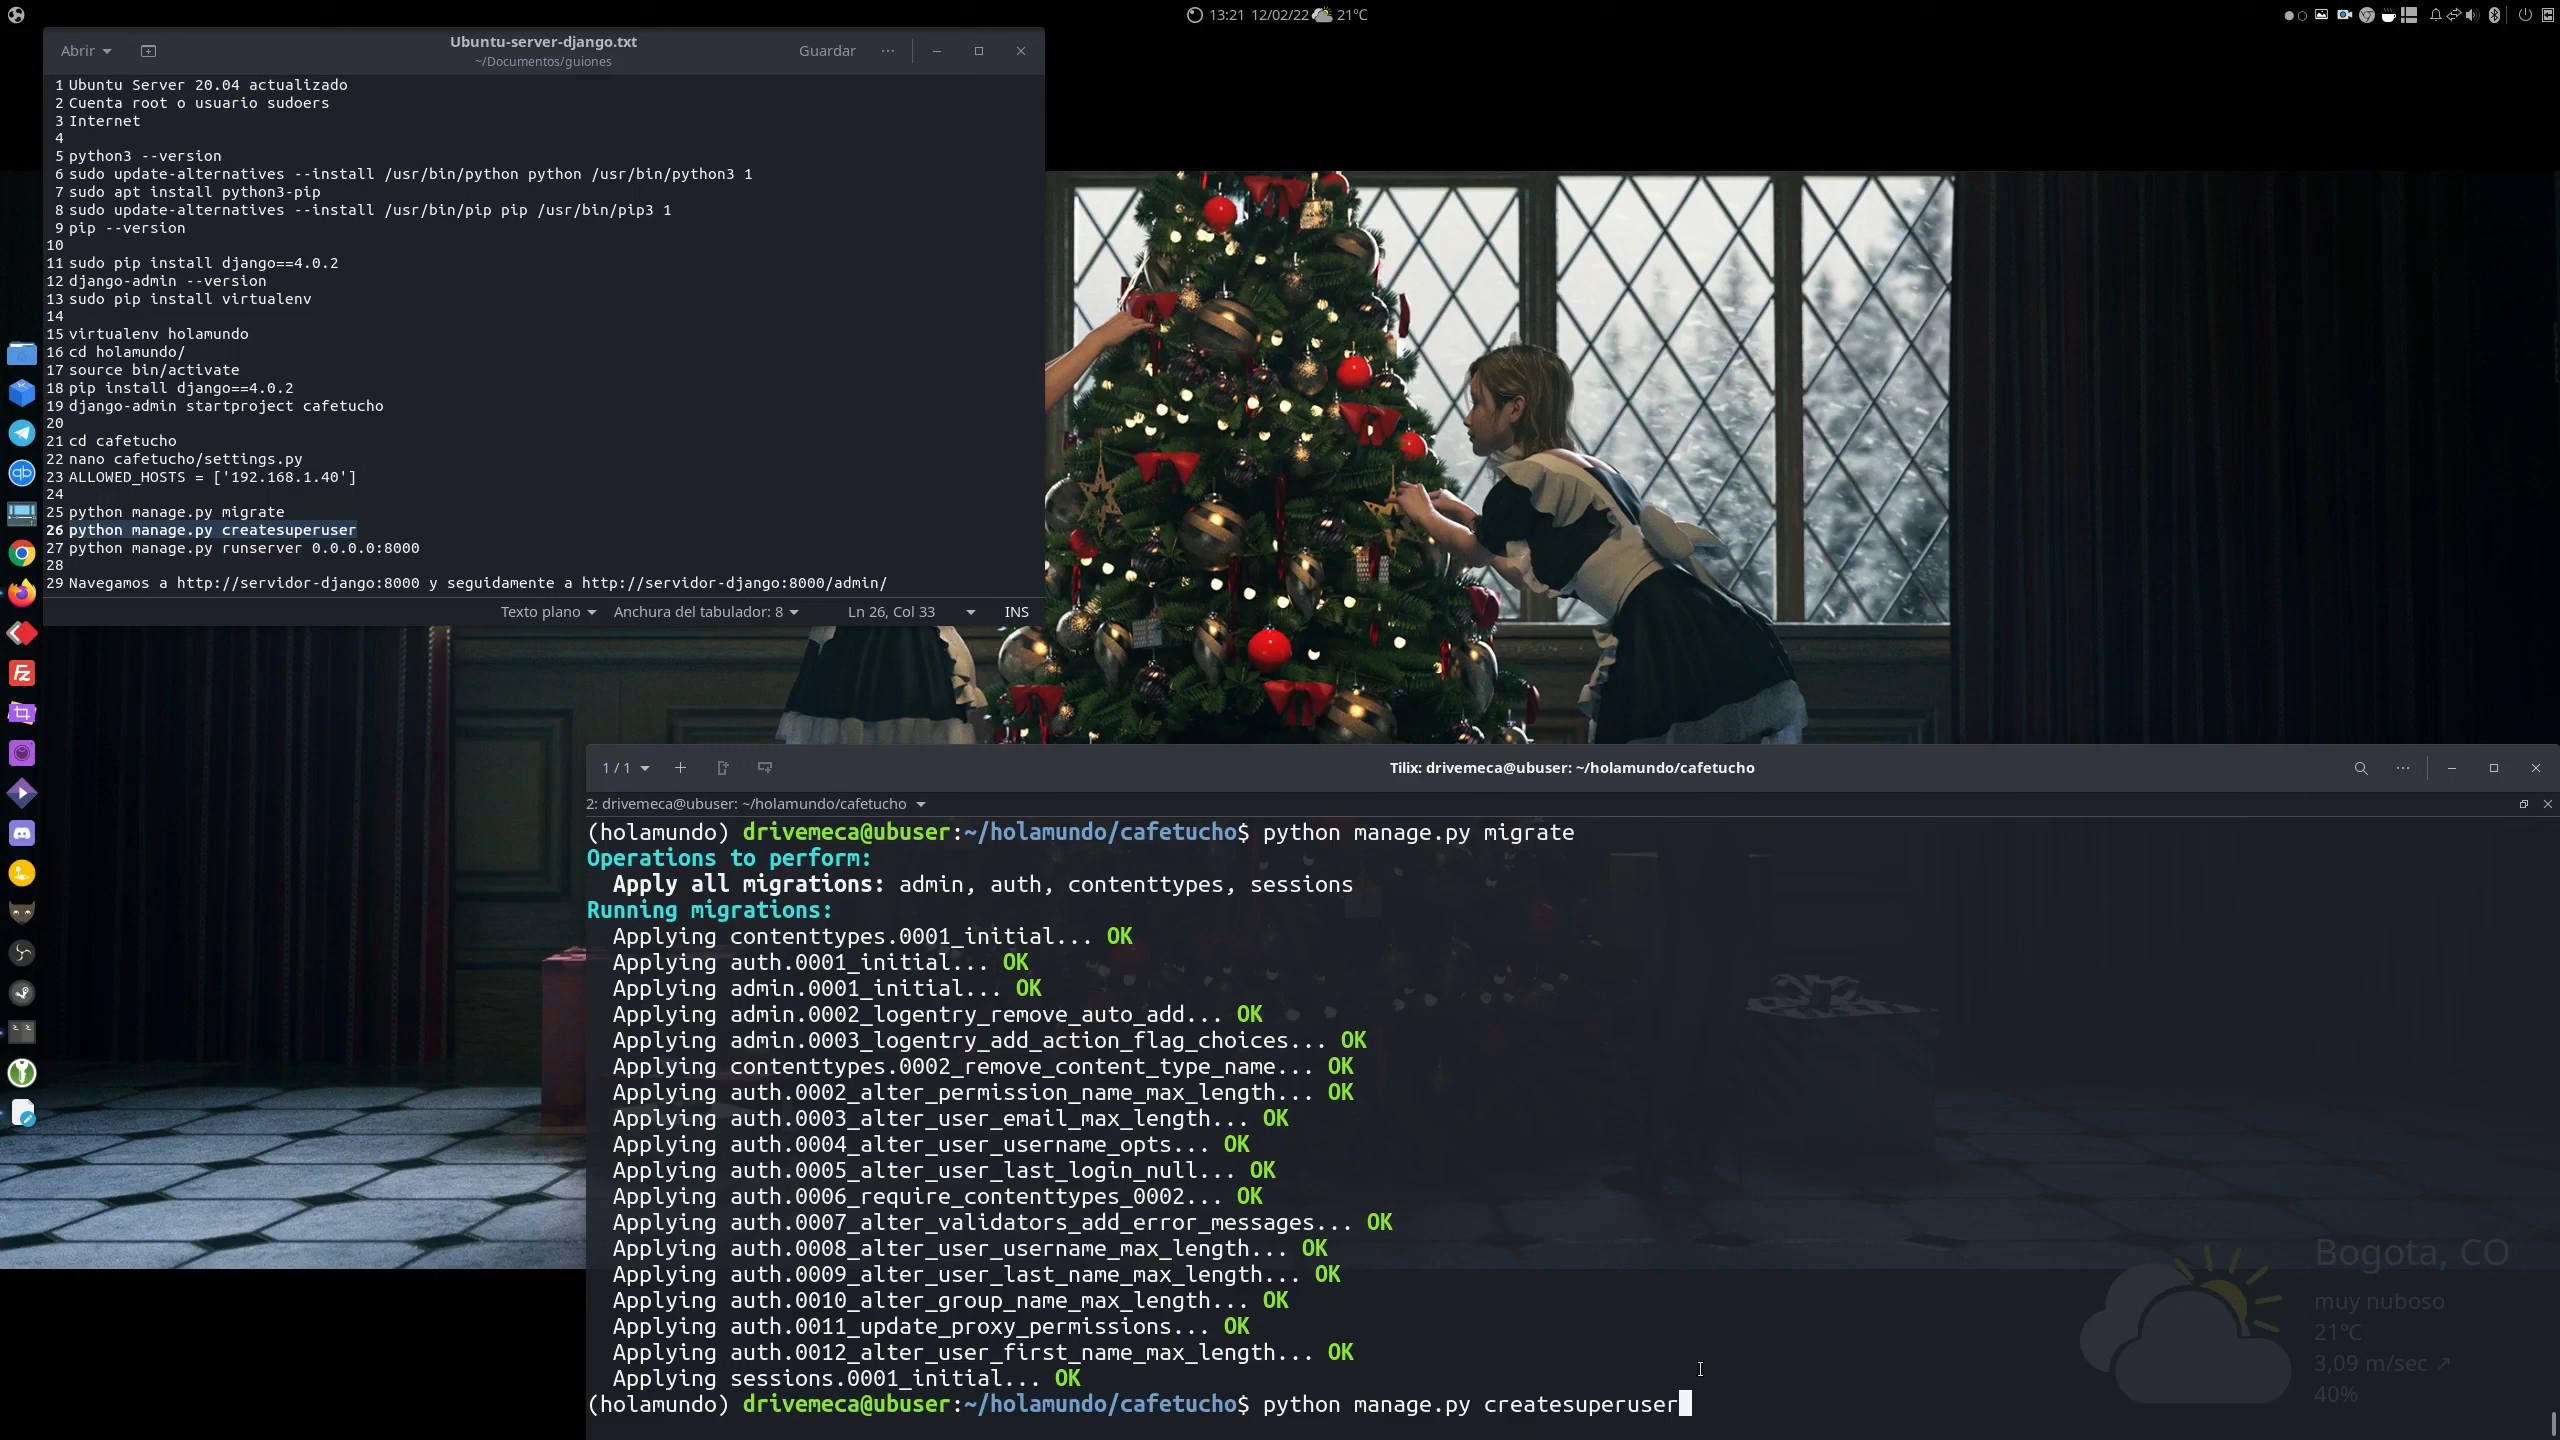 13:21 12/02/22 21°C
Abrir
Ubuntu-server-django.txt
~/Documentos/guiones
Guardar
1 Ubuntu Server 20.04 actualizado
2 Cuenta root o usuario sudoers
3 Internet
4
5 python3 --version
6 sudo update-alternatives --install /usr/bin/python python /usr/bin/python3 1
7 sudo apt install python3-pip
8 sudo update-alternatives --install /usr/bin/pip pip /usr/bin/pip3 1
9 pip --version
10
11 sudo pip install django==4.0.2
12 django-admin --version
13 sudo pip install virtualenv
14
15 virtualenv holamundo
16 cd holamundo/
17 source bin/activate
18 pip install django==4.0.2
19 django-admin startproject cafetucho
20
21 cd cafetucho
22 nano cafetucho/settings.py
23 ALLOWED_HOSTS = ['192.168.1.40']
24
25 python manage.py migrate
26 python manage.py createsuperuser
27 python manage.py runserver 0.0.0.0:8000
28
29 Navegamos a http://servidor-django:8000 y seguidamente a http://servidor-django:8000/admin/
Texto plano Anchura del tabulador: 8 Ln 26, Col 33 INS
1 / 1
Tilix: drivemeca@ubuser: ~/holamundo/cafetucho
2: drivemeca@ubuser: ~/holamundo/cafetucho
(holamundo) drivemeca@ubuser:~/holamundo/cafetucho$ python manage.py migrate
Operations to perform:
Apply all migrations: admin, auth, contenttypes, sessions
Running migrations:
Applying contenttypes.0001_initial... OK
Applying auth.0001_initial... OK
Applying admin.0001_initial... OK
Applying admin.0002_logentry_remove_auto_add... OK
Applying admin.0003_logentry_add_action_flag_choices... OK
Applying contenttypes.0002_remove_content_type_name... OK
Applying auth.0002_alter_permission_name_max_length... OK
Applying auth.0003_alter_user_email_max_length... OK
Applying auth.0004_alter_user_username_opts... OK
Applying auth.0005_alter_user_last_login_null... OK
Applying auth.0006_require_contenttypes_0002... OK
Applying auth.0007_alter_validators_add_error_messages... OK
Applying auth.0008_alter_user_username_max_length... OK
Applying auth.0009_alter_user_last_name_max_length... OK
Applying auth.0010_alter_group_name_max_length... OK
Applying auth.0011_update_proxy_permissions... OK
Applying auth.0012_alter_user_first_name_max_length... OK
Applying sessions.0001_initial... OK
(holamundo) drivemeca@ubuser:~/holamundo/cafetucho$ python manage.py createsuperuser
Bogota, CO
muy nuboso
21°C
3,09 m/sec ↗
40%